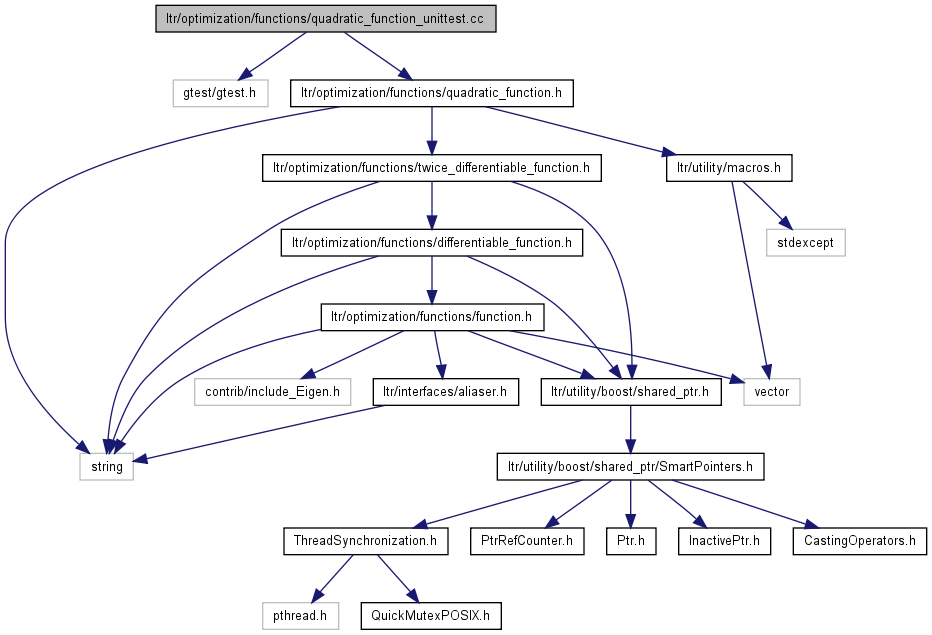 ltr/optimization/functions/quadratic_function_unittest.cc
gtest/gtest.h
ltr/optimization/functions/quadratic_function.h
ltr/optimization/functions/twice_differentiable_function.h
ltr/utility/macros.h
ltr/optimization/functions/differentiable_function.h
stdexcept
ltr/optimization/functions/function.h
contrib/include_Eigen.h
ltr/interfaces/aliaser.h
ltr/utility/boost/shared_ptr.h
vector
string
ltr/utility/boost/shared_ptr/SmartPointers.h
ThreadSynchronization.h
PtrRefCounter.h
Ptr.h
InactivePtr.h
CastingOperators.h
pthread.h
QuickMutexPOSIX.h